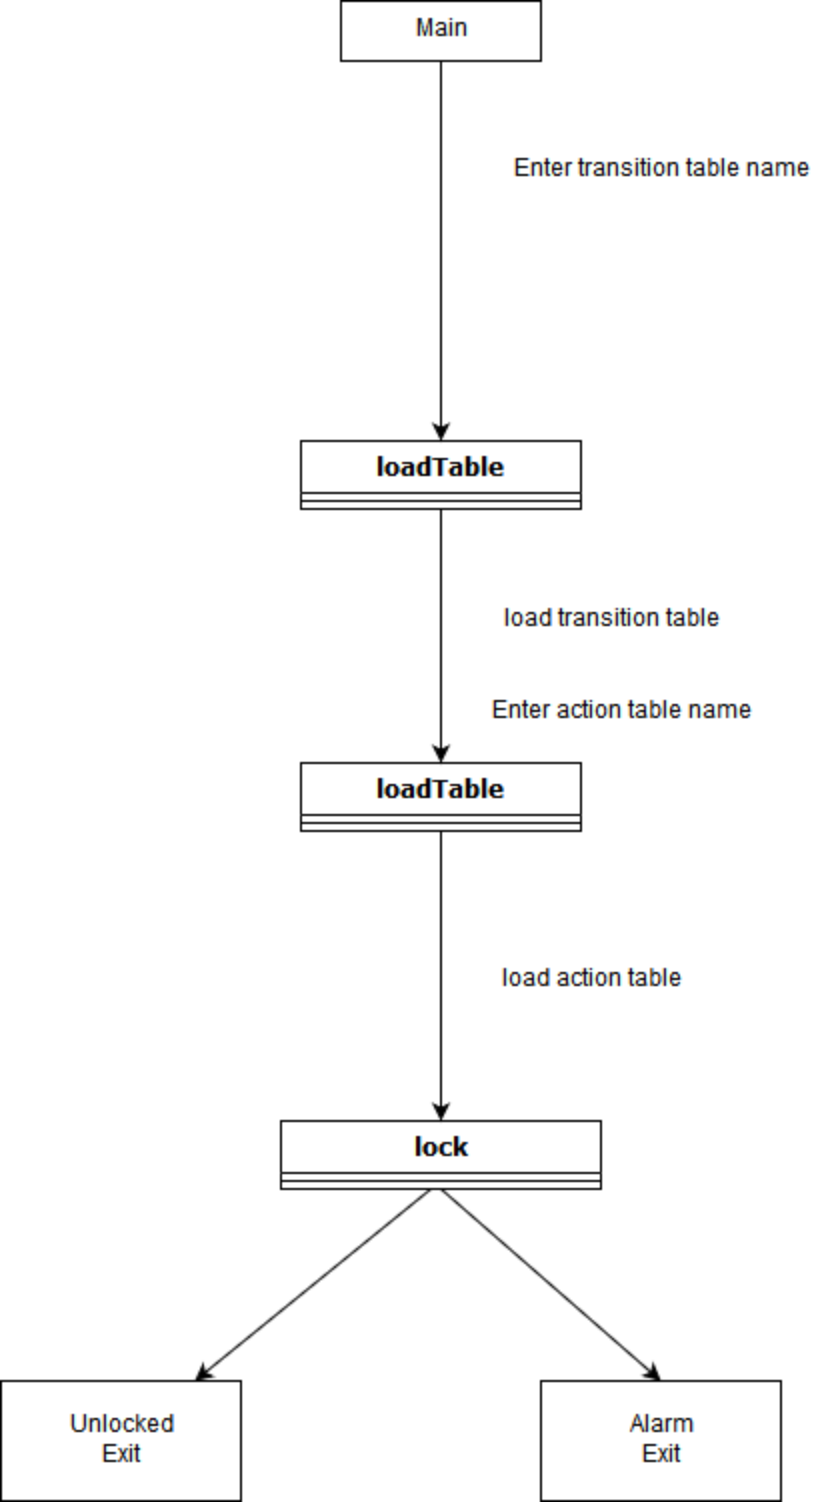 Main
Enter transition table name
loadTable
load transition table
Enter action table name
loadTable
load action table
lock
Unlocked
Exit
Alarm
Exit